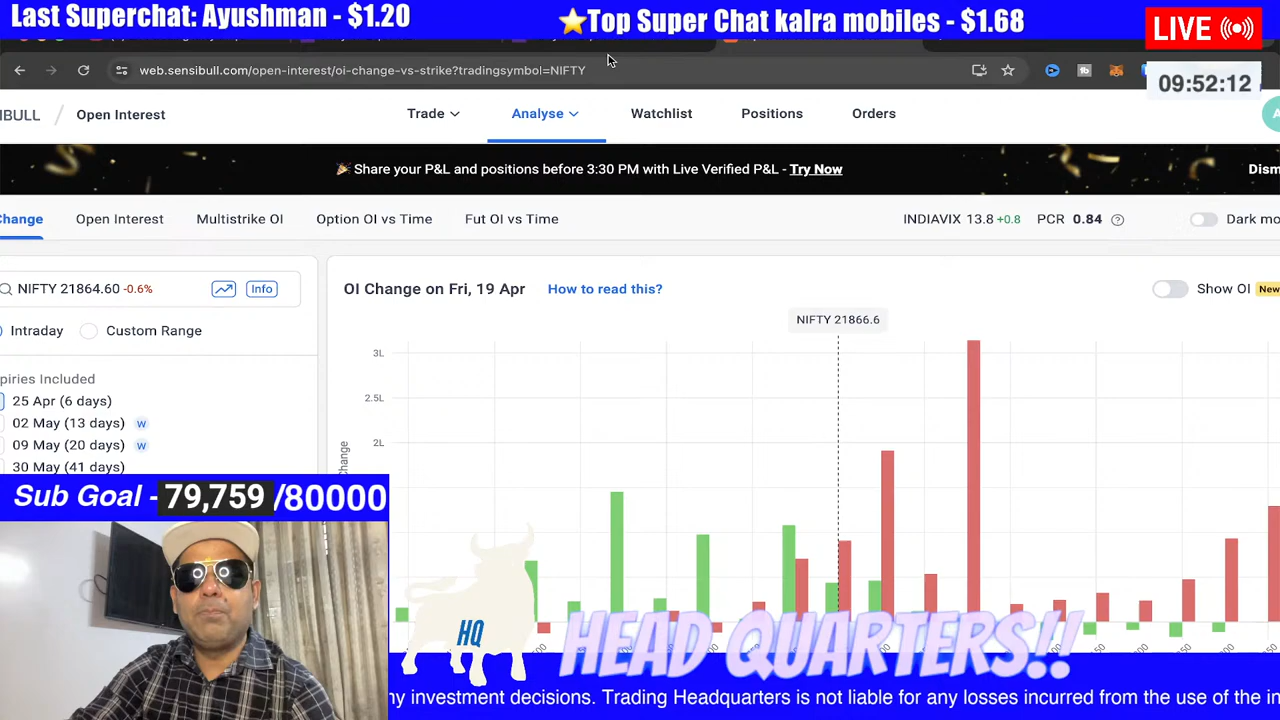 Last Superchat: Ayushman - $1.20
⭐Top Super Chat kalra mobiles - $1.68
LIVE
web.sensibull.com/open-interest/oi-change-vs-strike?tradingsymbol=NIFTY
09:52:12
IBULL / Open Interest
Trade
Analyse
Watchlist
Positions
Orders
A
🎉 Share your P&L and positions before 3:30 PM with Live Verified P&L - Try Now
Dism
Change
Open Interest
Multistrike OI
Option OI vs Time
Fut OI vs Time
INDIAVIX 13.8 +0.8
PCR 0.84 ?
Dark mo
NIFTY 21864.60 -0.6%
Info
OI Change on Fri, 19 Apr
How to read this?
Show OI
New
Intraday
Custom Range
NIFTY 21866.6
piries Included
25 Apr (6 days)
02 May (13 days) w
09 May (20 days) w
30 May (41 days)
3L
2.5L
2L
change
Sub Goal - 79,759 /80000
HQ
HEAD QUARTERS!!
ny investment decisions. Trading Headquarters is not liable for any losses incurred from the use of the in